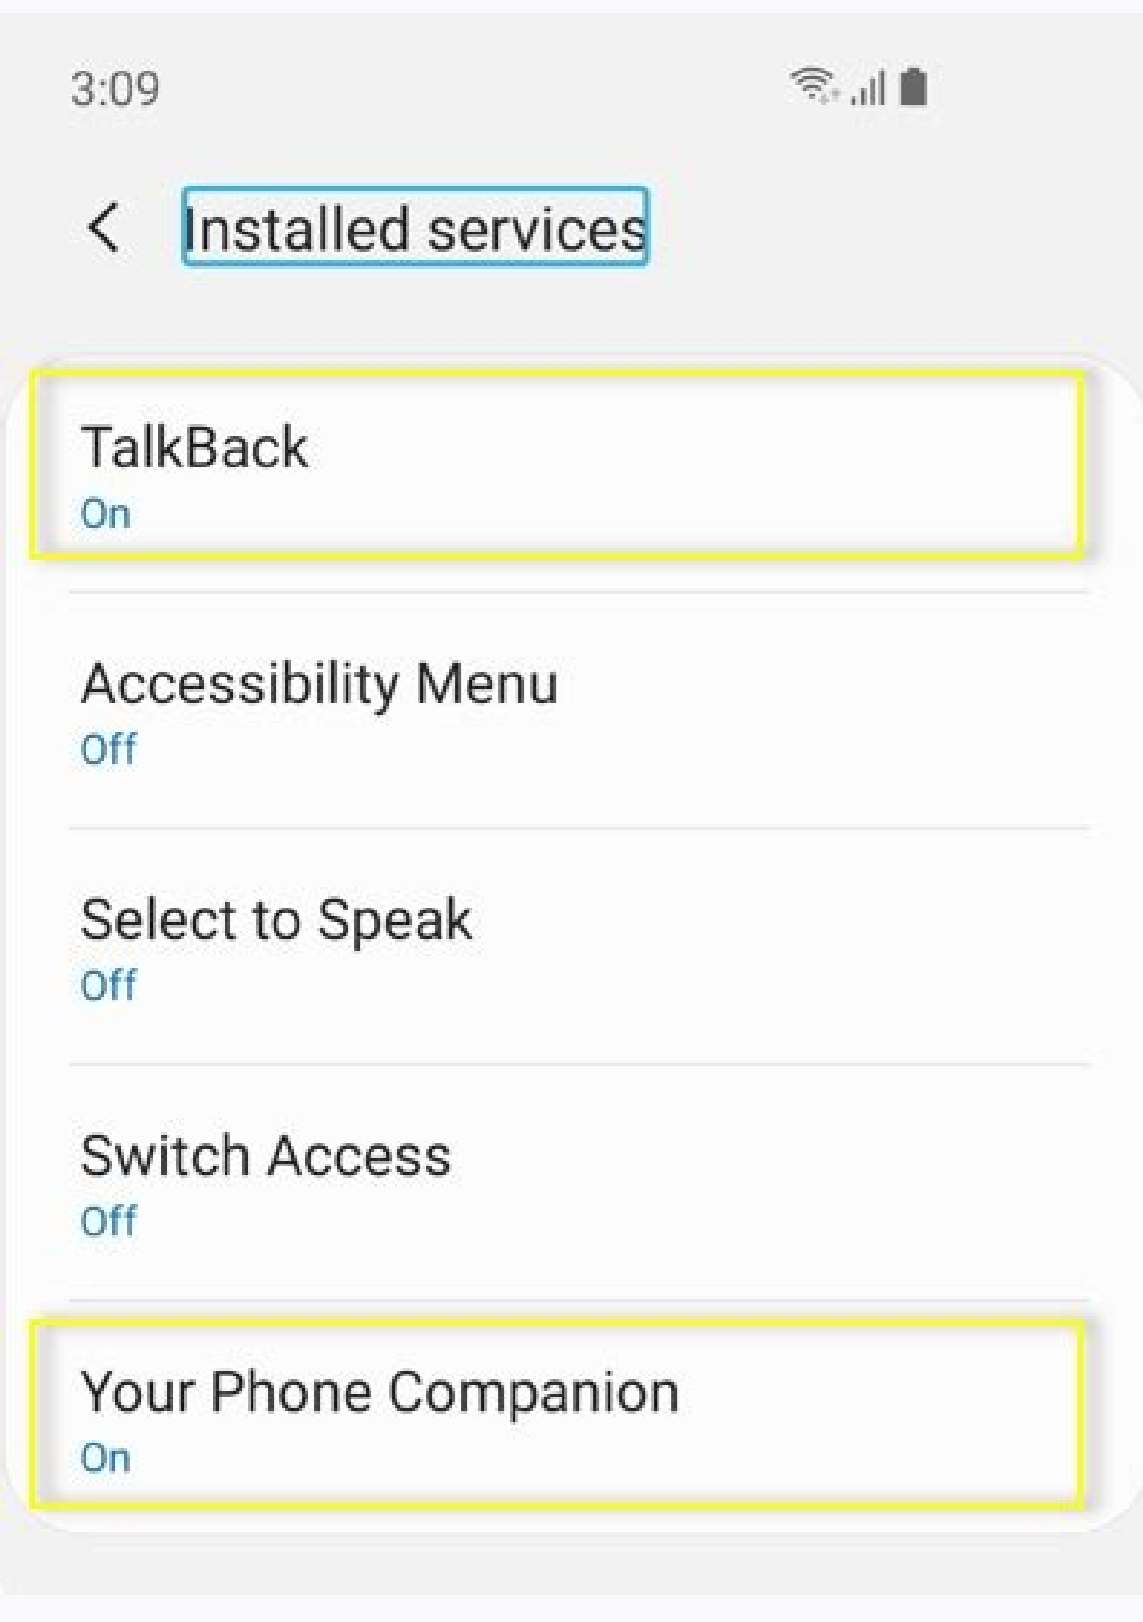 3:09
Installed services
TalkBack
On
Accessibility Menu
Off
Select to Speak
Off
Switch Access
Off
Your Phone Companion
On